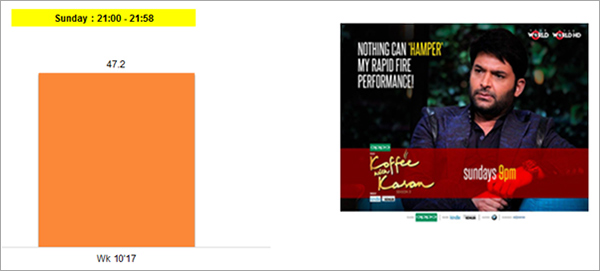 Sunday : 21:00 - 21:58
47.2
Wk 10'17
WORLD WORLD HD
NOTHING CAN 'HAMPER'
MY RAPID FIRE
PERFORMANCE!
Koffee
with
Karan
sundays 9pm